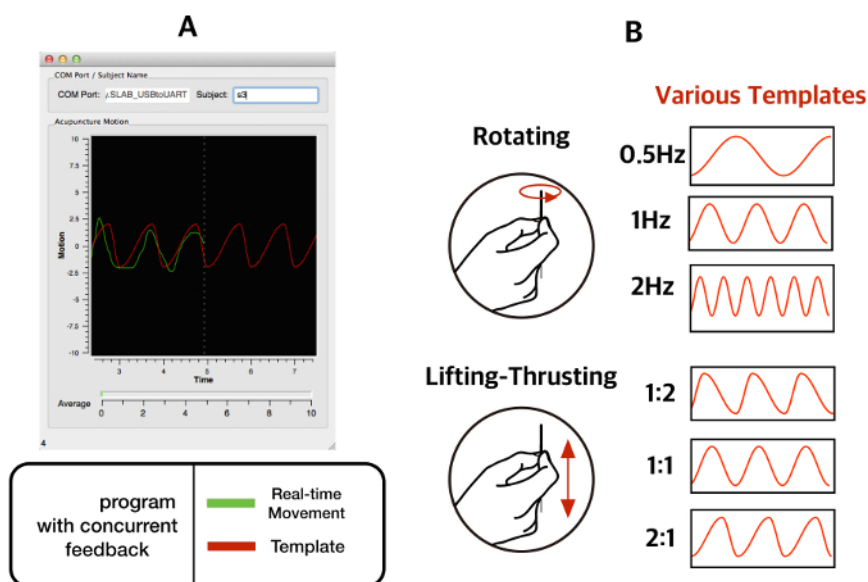 A
COM Port / Subject Name
COM Port: /.SLAB_USBtoUART Subject: s3
Acupuncture Motion
10
7.5
5
2.5
0
-2.5
-5
-7.5
-10
Motion
3 4 5 6 7
Time
Average
0 2 4 6 8 10
4
program
with concurrent
feedback
Real-time
Movement
Template
B
Various Templates
Rotating
0.5Hz
1Hz
2Hz
Lifting-Thrusting
1:2
1:1
2:1